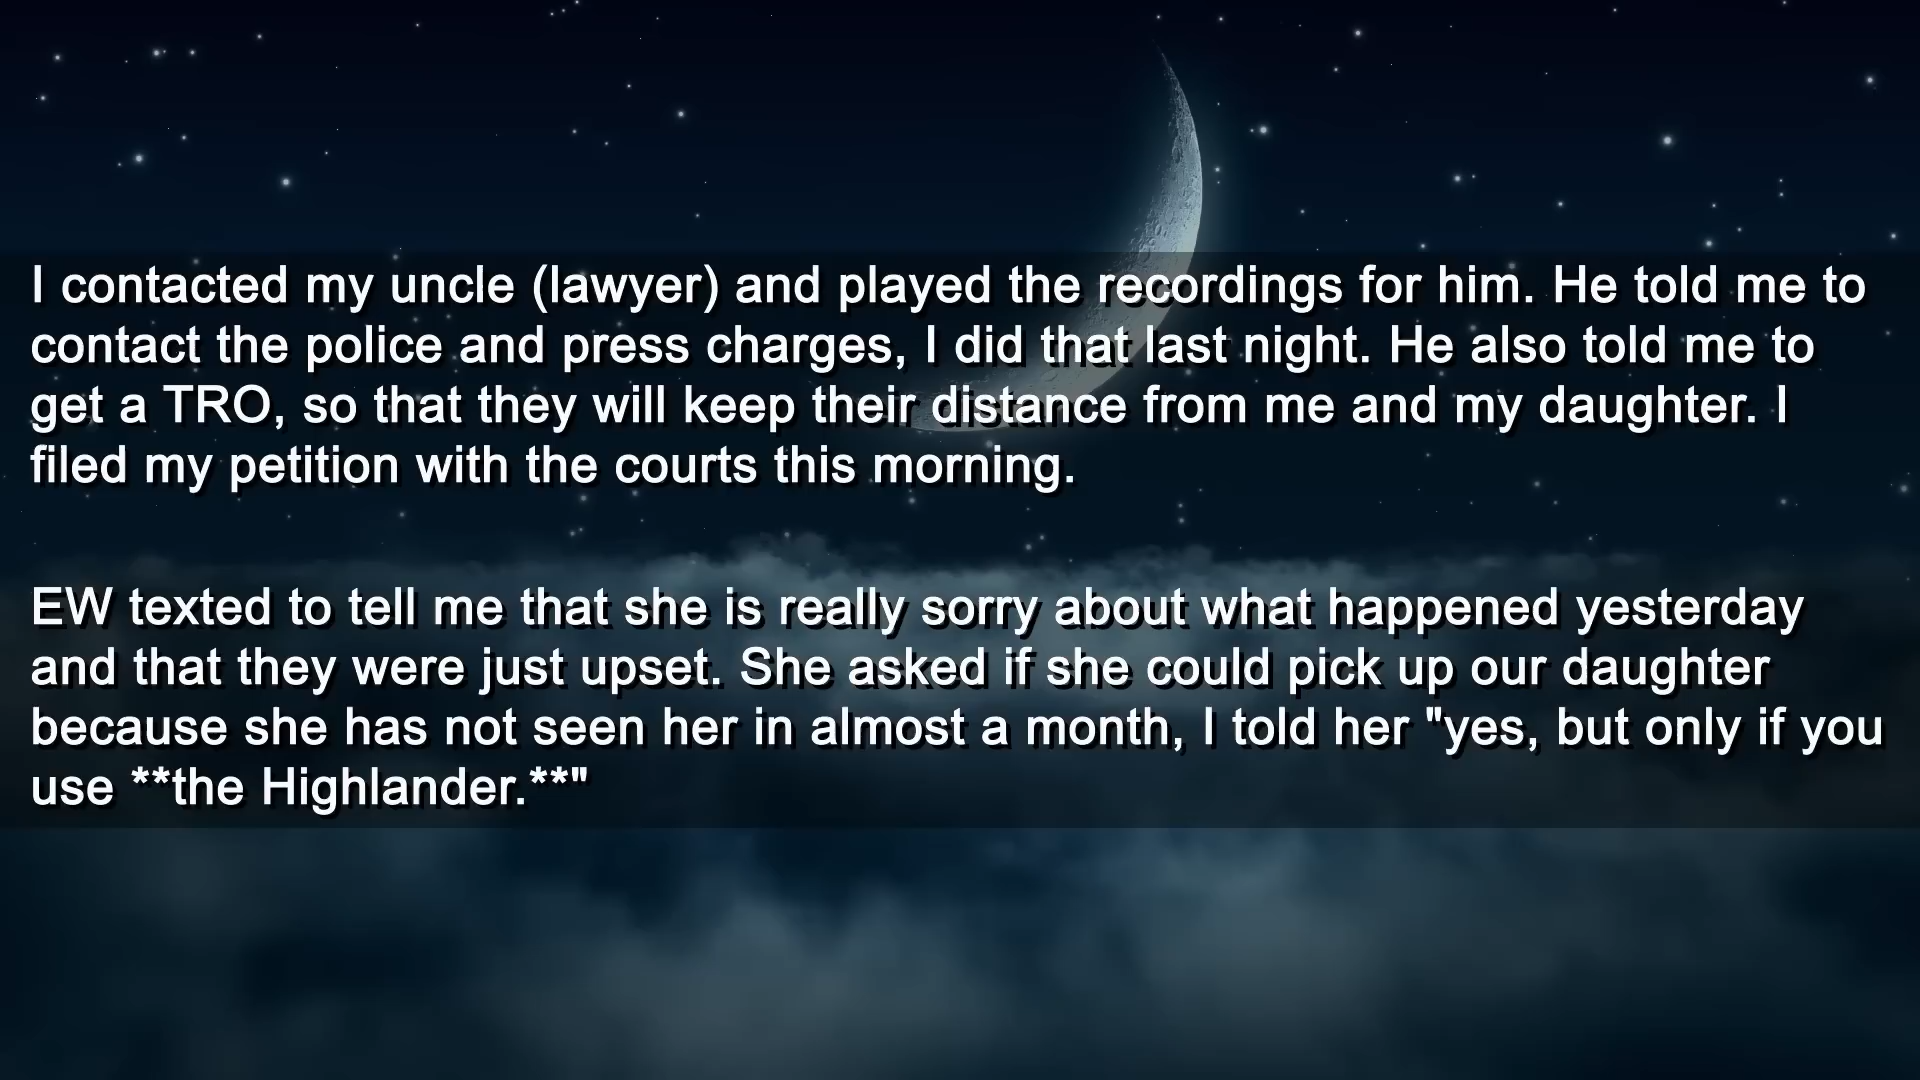 I contacted my uncle (lawyer) and played the recordings for him. He told me to
contact the police and press charges, I did that last night. He also told me to
get a TRO, so that they will keep their distance from me and my daughter. I
filed my petition with the courts this morning.
EW texted to tell me that she is really sorry about what happened yesterday
and that they were just upset. She asked if she could pick up our daughter
because she has not seen her in almost a month, I told her "yes, but only if you
use **the Highlander.**"